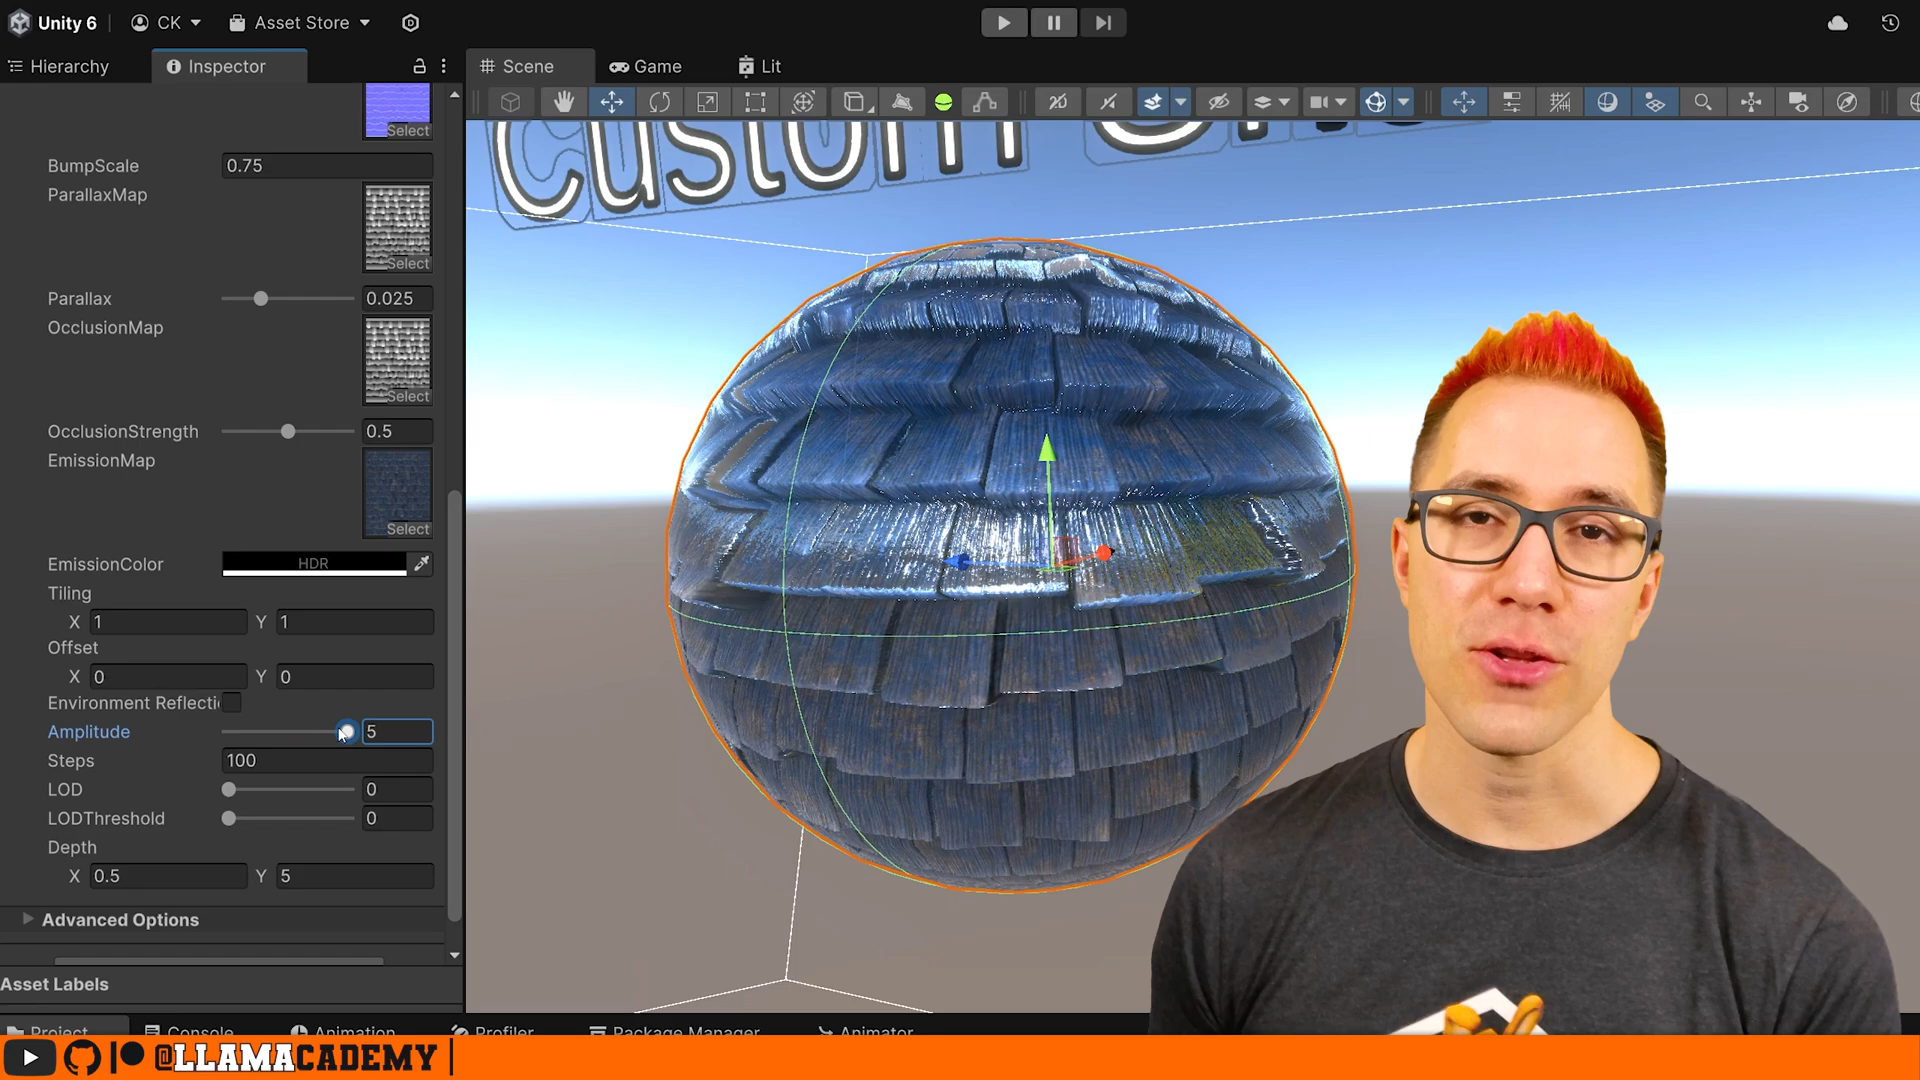 Unity 6
CK
Asset Store
Hierarchy
Inspector
Scene
Game
Lit
Select
BumpScale
0.75
ParallaxMap
Select
Parallax
0.025
OcclusionMap
Select
OcclusionStrength
0.5
EmissionMap
Select
EmissionColor
HDR
Tiling
X 1 Y 1
Offset
X 0 Y 0
Environment Reflecti
Amplitude
5
Steps
100
LOD
0
LODThreshold
0
Depth
X 0.5 Y 5
Advanced Options
Asset Labels
Project
Console
Animation
Profiler
Package Manager
Animator
2D
Custom
@LLAMACADEMY